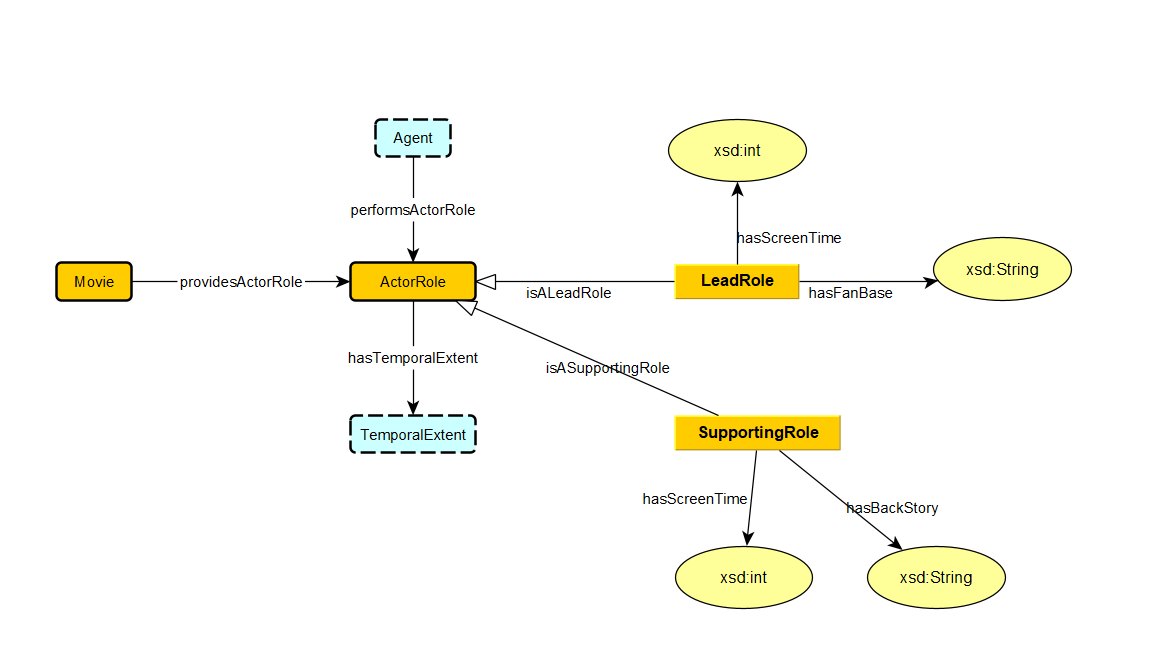 Agent
xsd:int
performsActorRole
hasScreenTime
Movie
providesActorRole
ActorRole
isALeadRole
LeadRole
hasFanBase
xsd:String
hasTemporalExtent
isASupportingRole
TemporalExtent
SupportingRole
hasScreenTime
hasBackStory
xsd:int
xsd:String